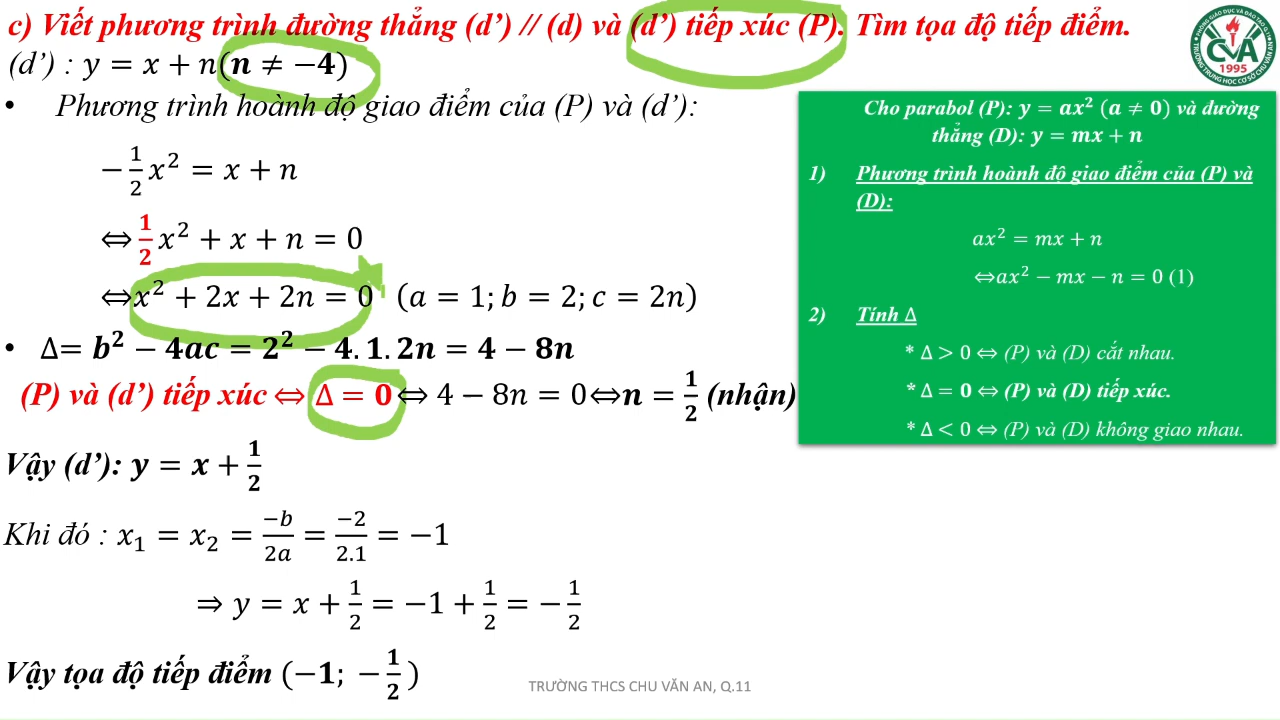 c) Viết phương trình đường thẳng (d’) // (d) và (d’) tiếp xúc (P). Tìm tọa độ tiếp điểm.
(d’) : y = x + n(n ≠ −4)
• Phương trình hoành độ giao điểm của (P) và (d’):
−1/2 x² = x + n
⇔ 1/2 x² + x + n = 0
⇔ x² + 2x + 2n = 0 (a = 1; b = 2; c = 2n)
• Δ= b² − 4ac = 2² − 4.1.2n = 4 − 8n
(P) và (d’) tiếp xúc ⇔ Δ = 0 ⇔ 4 − 8n = 0 ⇔ n = 1/2 (nhận)
Vậy (d’): y = x + 1/2
Khi đó : x₁ = x₂ = −b/2a = −2/2.1 = −1
⇒ y = x + 1/2 = −1 + 1/2 = −1/2
Vậy tọa độ tiếp điểm (−1; −1/2)
Cho parabol (P): y = ax² (a ≠ 0) và đường
thẳng (D): y = mx + n
1) Phương trình hoành độ giao điểm của (P) và
(D):
ax² = mx + n
⇔ax² − mx − n = 0 (1)
2) Tính Δ
* Δ > 0 ⇔ (P) và (D) cắt nhau.
* Δ = 0 ⇔ (P) và (D) tiếp xúc.
* Δ < 0 ⇔ (P) và (D) không giao nhau.
CVA
1995
TRƯỜNG THCS CHU VĂN AN, Q.11